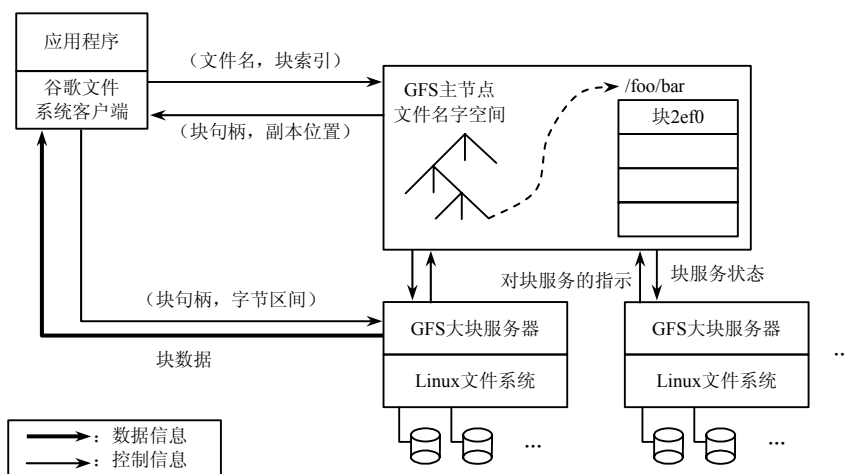 应用程序
谷歌文件
系统客户端
（文件名，块索引）
（块句柄，副本位置）
GFS主节点
文件名字空间
/foo/bar
块2ef0
（块句柄，字节区间）
块数据
对块服务的指示
块服务状态
GFS大块服务器
Linux文件系统
...
GFS大块服务器
Linux文件系统
...
..
：数据信息
：控制信息